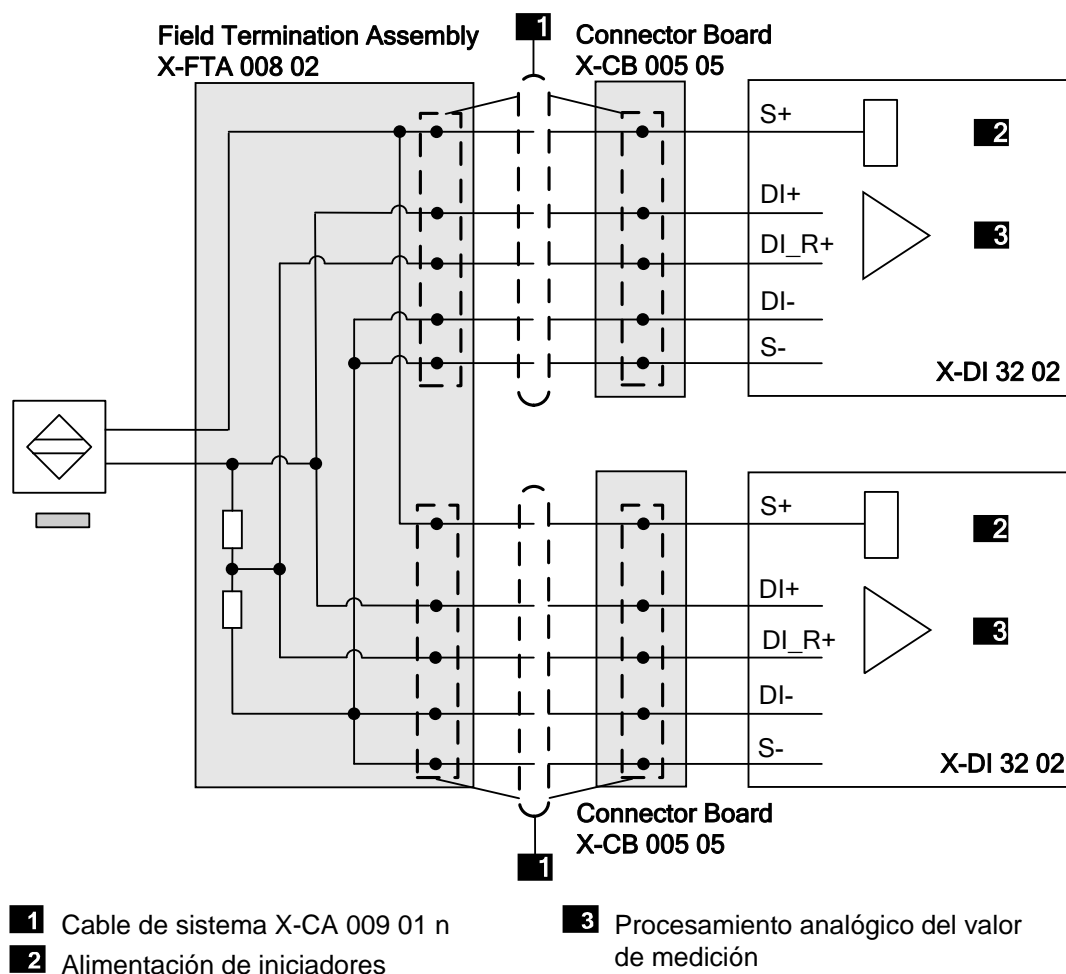 Field Termination Assembly
X-FTA 008 02
1
Connector Board
X-CB 005 05
S+
2
DI+
3
DI_R+
DI-
S-
X-DI 32 02
S+
2
DI+
3
DI_R+
DI-
S-
X-DI 32 02
Connector Board
X-CB 005 05
1
1 Cable de sistema X-CA 009 01 n
2 Alimentación de iniciadores
3 Procesamiento analógico del valor
de medición